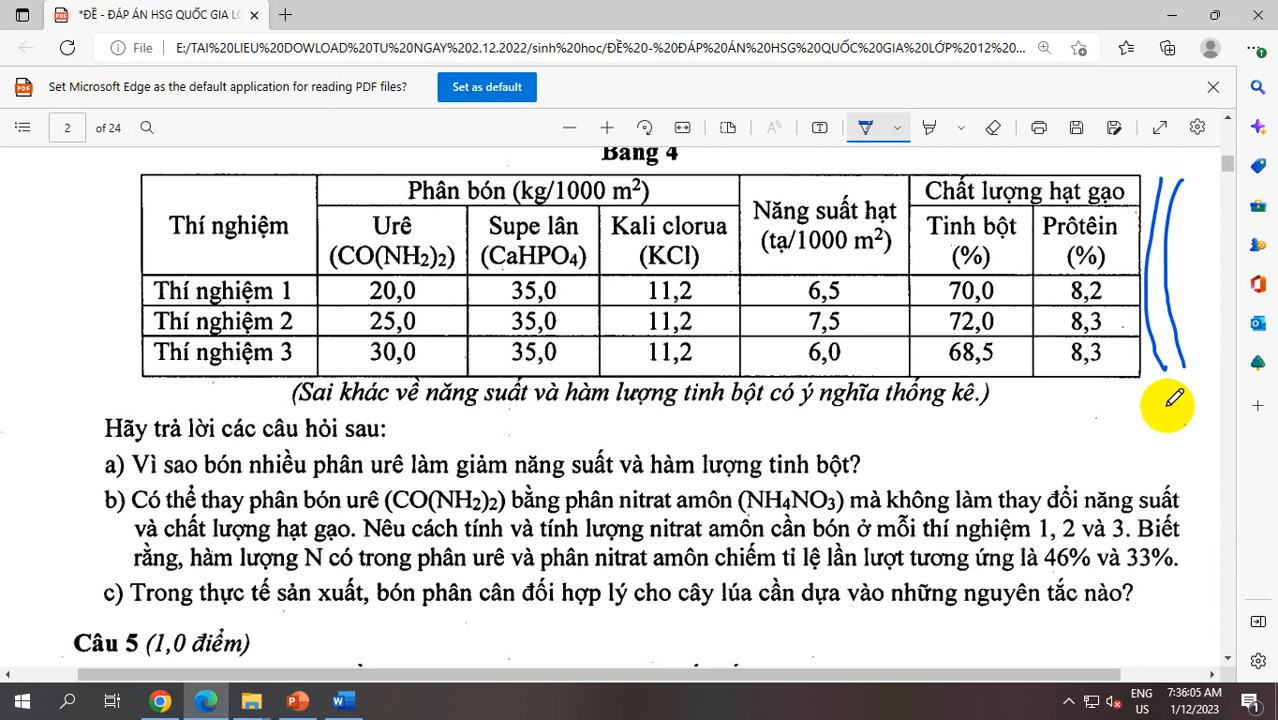 *ĐỀ - ĐÁP ÁN HSG QUỐC GIA LO
File
E:/TAI%20LIEU%20DOWLOAD%20TU%20NGAY%202.12.2022/sinh%20hoc/ĐỀ%20-%20ĐÁP%20ÁN%20HSG%20QUỐC%20GIA%20LỚP%2012%20...
Set Microsoft Edge as the default application for reading PDF files?
Set as default
2 of 24
Bảng 4
Thí nghiệm
Phân bón (kg/1000 m²)
Urê (CO(NH₂)₂)
Supe lân (CaHPO₄)
Kali clorua (KCl)
Năng suất hạt (tạ/1000 m²)
Chất lượng hạt gạo
Tinh bột (%)
Prôtêin (%)
Thí nghiệm 1 20,0 35,0 11,2 6,5 70,0 8,2
Thí nghiệm 2 25,0 35,0 11,2 7,5 72,0 8,3
Thí nghiệm 3 30,0 35,0 11,2 6,0 68,5 8,3
(Sai khác về năng suất và hàm lượng tinh bột có ý nghĩa thống kê.)
Hãy trả lời các câu hỏi sau:
a) Vì sao bón nhiều phân urê làm giảm năng suất và hàm lượng tinh bột?
b) Có thể thay phân bón urê (CO(NH₂)₂) bằng phân nitrat amôn (NH₄NO₃) mà không làm thay đổi năng suất
và chất lượng hạt gạo. Nêu cách tính và tính lượng nitrat amôn cần bón ở mỗi thí nghiệm 1, 2 và 3. Biết
rằng, hàm lượng N có trong phân urê và phân nitrat amôn chiếm tỉ lệ lần lượt tương ứng là 46% và 33%.
c) Trong thực tế sản xuất, bón phân cân đối hợp lý cho cây lúa cần dựa vào những nguyên tắc nào?
Câu 5 (1,0 điểm)
ENG
US
7:36:05 AM
1/12/2023